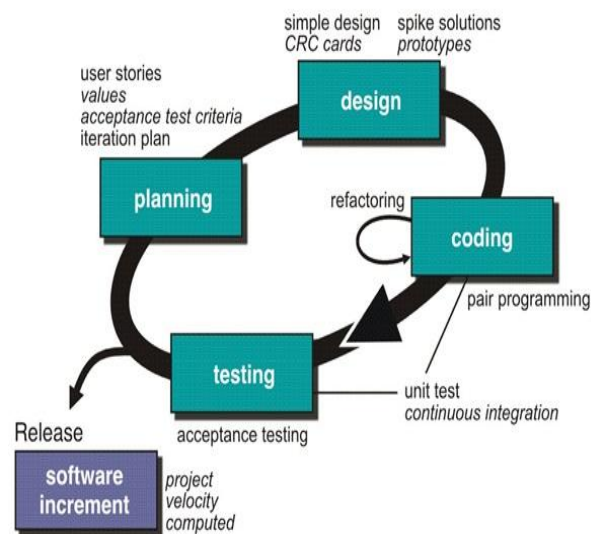 simple design
CRC cards
spike solutions
prototypes
user stories
values
acceptance test criteria
iteration plan
design
planning
refactoring
coding
pair programming
testing
unit test
continuous integration
acceptance testing
Release
software
increment
project
velocity
computed